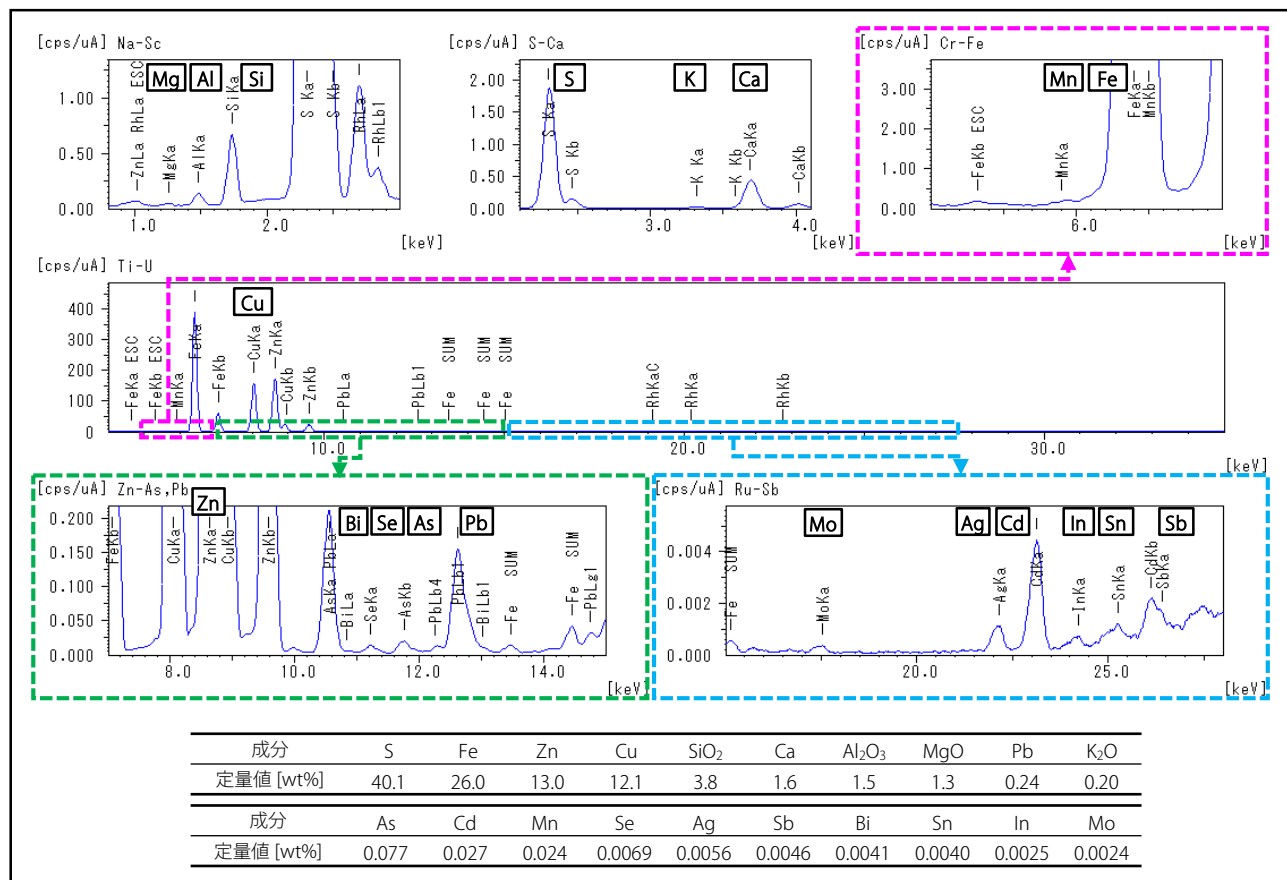 [cps/uA] Na-Sc
Mg Al Si
1.00
0.50
0.00
ZnLa RhLa ESC
MgKa
AlKa
SiKa
S Ka
S Kb
RhLa
RhLb1
1.0 2.0
[keV]
[cps/uA] S-Ca
S K Ca
2.00
1.50
1.00
0.50
0.00
S Ka
S Kb
K Ka
K Kb
CaKa
CaKb
3.0 4.0
[keV]
[cps/uA] Cr-Fe
Mn Fe
3.00
2.00
1.00
0.00
FeKb ESC
MnKa
FeKa
MnKb
6.0
[keV]
[cps/uA] Ti-U
Cu
400
300
200
100
0
FeKa ESC
FeKb ESC
MnKa
FeKa
FeKb
CuKa
ZnKa
CuKb
ZnKb
PbLa
PbLb1
Fe SUM
Fe SUM
Fe SUM
RhKaC
RhKa
RhKb
10.0 20.0 30.0
[keV]
[cps/uA] Zn-As,Pb
Zn Bi Se As Pb
0.200
0.150
0.100
0.050
0.000
FeKb
CuKa
ZnKa
CuKb
ZnKb
AsKa PbLa
BiLa
SeKa
AsKb
PbLb4
PbLb1
BiLb1
Fe SUM
Fe SUM
PbLg1
8.0 10.0 12.0 14.0
[keV]
[cps/uA] Ru-Sb
Mo Ag Cd In Sn Sb
0.004
0.002
0.000
Fe SUM
MoKa
AgKa
CdKa
InKa
SnKa
CdKb
SbKa
20.0 25.0
[keV]
成分 S Fe Zn Cu SiO₂ Ca Al₂O₃ MgO Pb K₂O
定量値 [wt%] 40.1 26.0 13.0 12.1 3.8 1.6 1.5 1.3 0.24 0.20
成分 As Cd Mn Se Ag Sb Bi Sn In Mo
定量値 [wt%] 0.077 0.027 0.024 0.0069 0.0056 0.0046 0.0041 0.0040 0.0025 0.0024